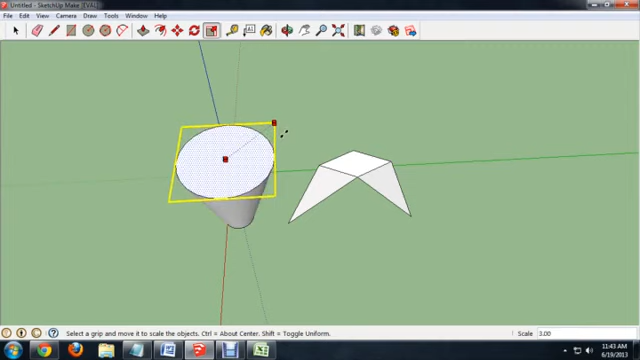 Untitled - SketchUp Make (EVAL)
File Edit View Camera Draw Tools Window Help
Select a grip and move it to scale the objects. Ctrl = About Center. Shift = Toggle Uniform.
Scale 3.00
11:43 AM
6/19/2013